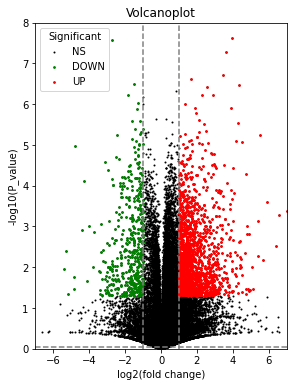 Volcanoplot
Significant
NS
DOWN
UP
-log10(P_value)
8
7
6
5
4
3
2
1
0
−6 −4 −2 0 2 4 6
log2(fold change)